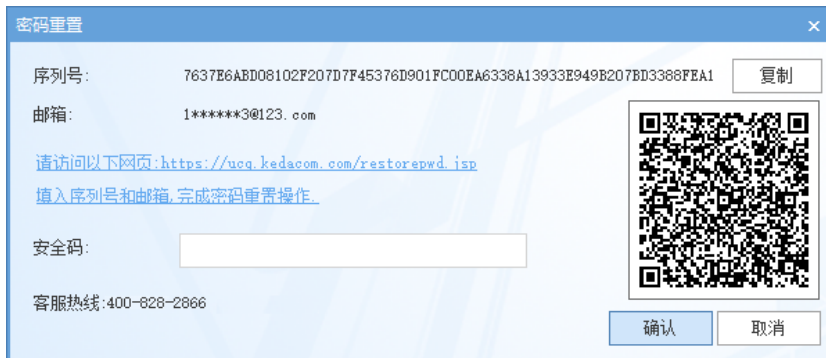 密码重置
序列号: 7637E6ABD08102F207D7F45376D901FC00EA6338A13933E949B207BD3388FEA1 复制
邮箱: 1******3@123.com
请访问以下网页:https://ucq.kedacom.com/restorepwd.jsp
填入序列号和邮箱,完成密码重置操作.
安全码:
客服热线:400-828-2866
确认 取消